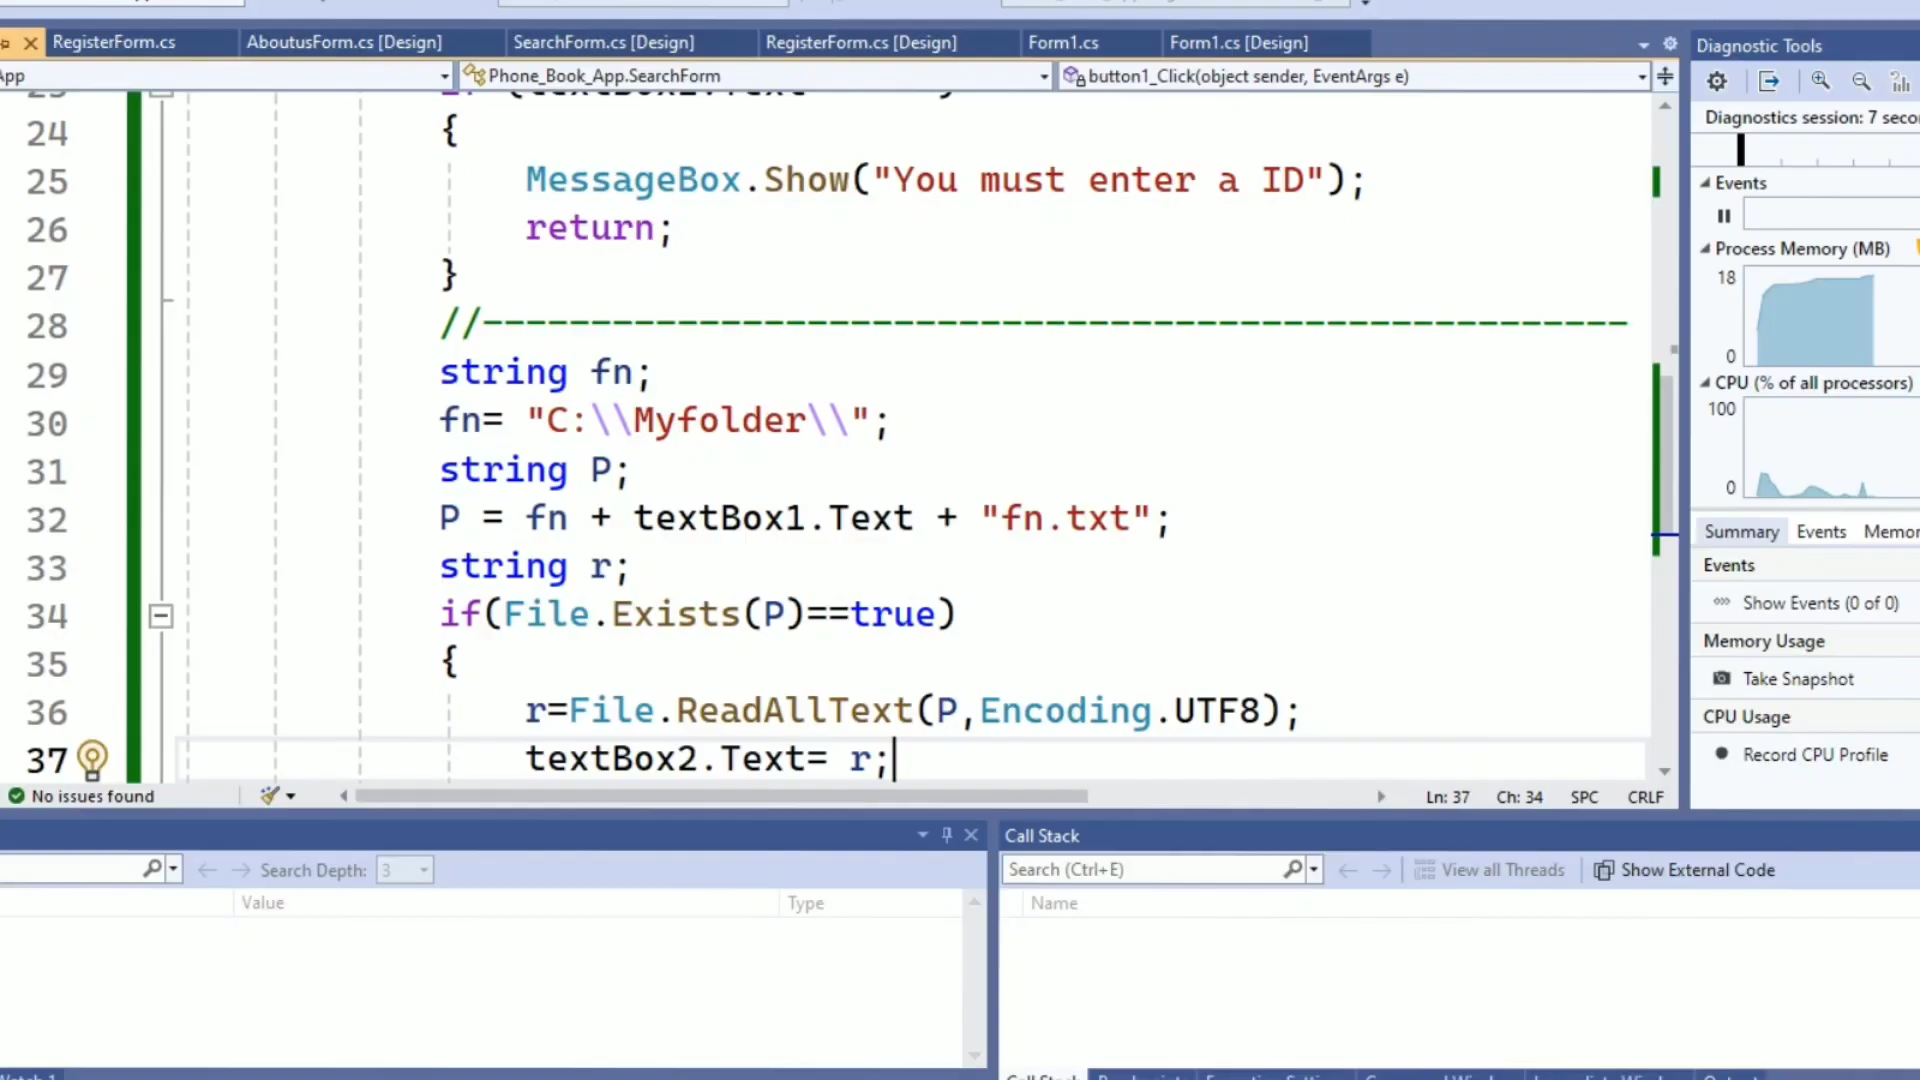 RegisterForm.cs AboutusForm.cs [Design] SearchForm.cs [Design] RegisterForm.cs [Design] Form1.cs Form1.cs [Design]
Phone_Book_App.SearchForm button1_Click(object sender, EventArgs e)
24 {
25 MessageBox.Show("You must enter a ID");
26 return;
27 }
28 //-----------------------------------------------------
29 string fn;
30 fn= "C:\\Myfolder\\";
31 string P;
32 P = fn + textBox1.Text + "fn.txt";
33 string r;
34 if(File.Exists(P)==true)
35 {
36 r=File.ReadAllText(P,Encoding.UTF8);
37 textBox2.Text= r;
No issues found Ln: 37 Ch: 34 SPC CRLF
Diagnostic Tools
Diagnostics session: 7
Events
Process Memory (MB)
18
0
CPU (% of all processors)
100
0
Summary Events
Events
Show Events (0 of 0)
Memory Usage
Take Snapshot
CPU Usage
Record CPU Profile
Search Depth: 3
Value Type
Call Stack
Search (Ctrl+E) View all Threads Show External Code
Name